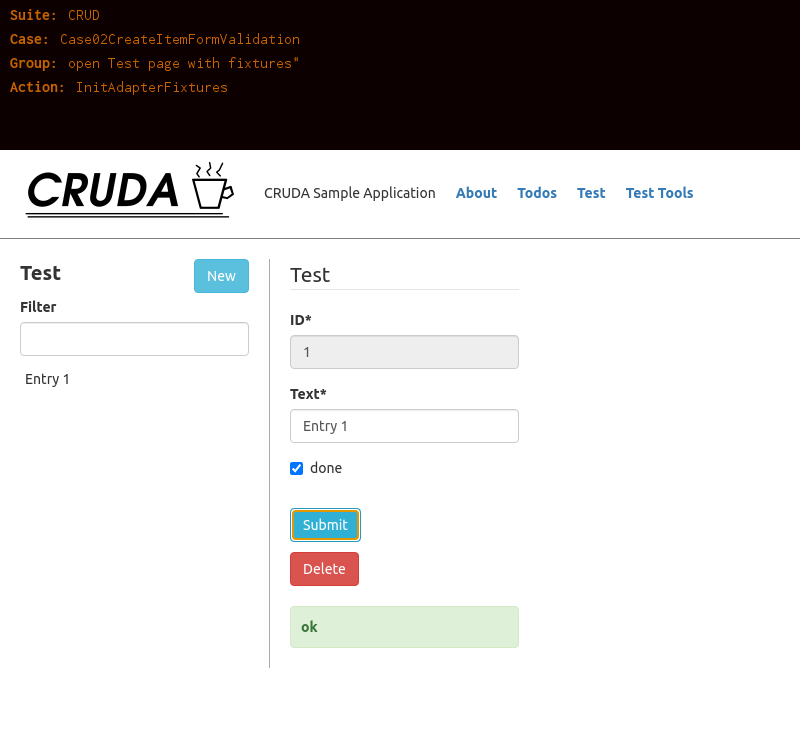 Suite: CRUD
Case: Case02CreateItemFormValidation
Group: open Test page with fixtures"
Action: InitAdapterFixtures
CRUDA
CRUDA Sample Application About Todos Test Test Tools
Test New
Filter
Entry 1
Test
ID*
1
Text*
Entry 1
done
Submit
Delete
ok